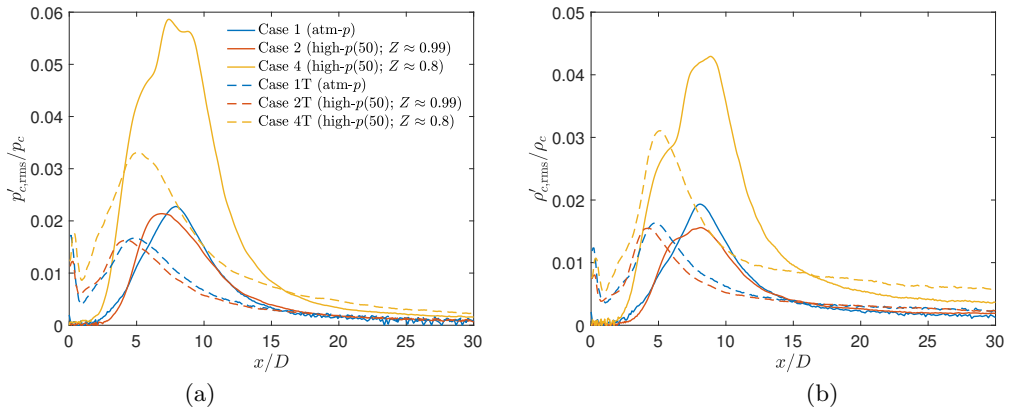 0.06
0.05
0.04
0.03
0.02
0.01
0
p′c,rms/pc
Case 1 (atm-p)
Case 2 (high-p(50); Z ≈ 0.99)
Case 4 (high-p(50); Z ≈ 0.8)
Case 1T (atm-p)
Case 2T (high-p(50); Z ≈ 0.99)
Case 4T (high-p(50); Z ≈ 0.8)
0 5 10 15 20 25 30
x/D
(a)
0.05
0.04
0.03
0.02
0.01
0
ρ′c,rms/ρc
0 5 10 15 20 25 30
x/D
(b)